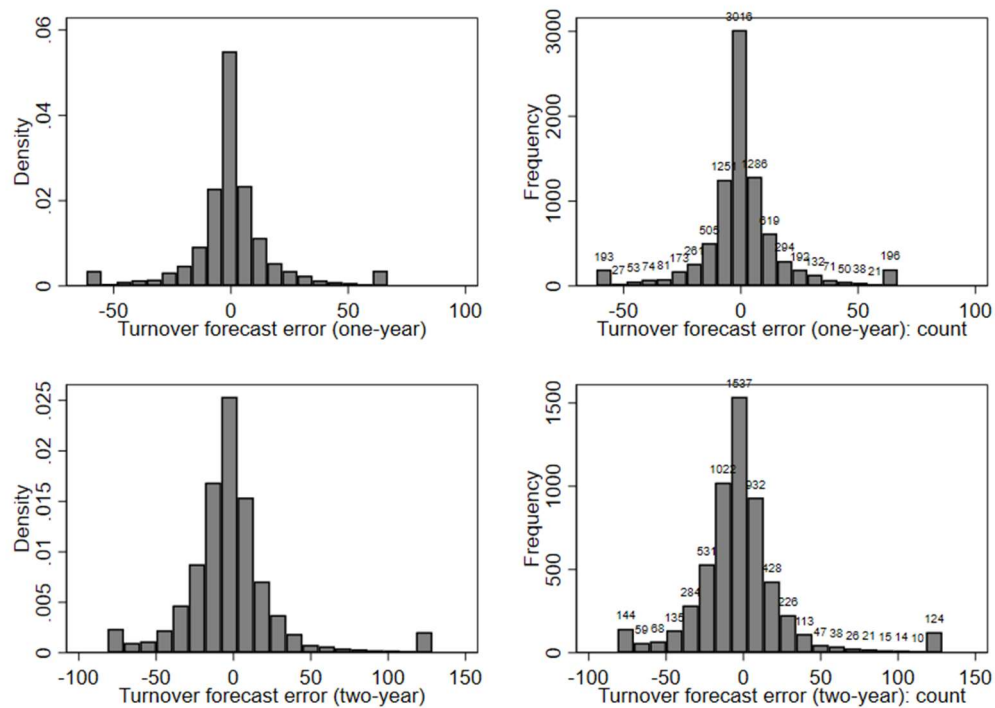 .06
.04
.02
0
Density
-50 0 50 100
Turnover forecast error (one-year)
3000
2000
1000
0
Frequency
193 27 53 74 81 173 261 505 1251 3016 1286 619 294 192 132 71 50 38 21 196
-50 0 50 100
Turnover forecast error (one-year): count
.025
.02
.015
.01
.005
0
Density
-100 -50 0 50 100 150
Turnover forecast error (two-year)
1500
1000
500
0
Frequency
144 59 68 135 284 531 1022 1537 932 428 226 113 47 38 26 21 15 14 10 124
-100 -50 0 50 100 150
Turnover forecast error (two-year): count